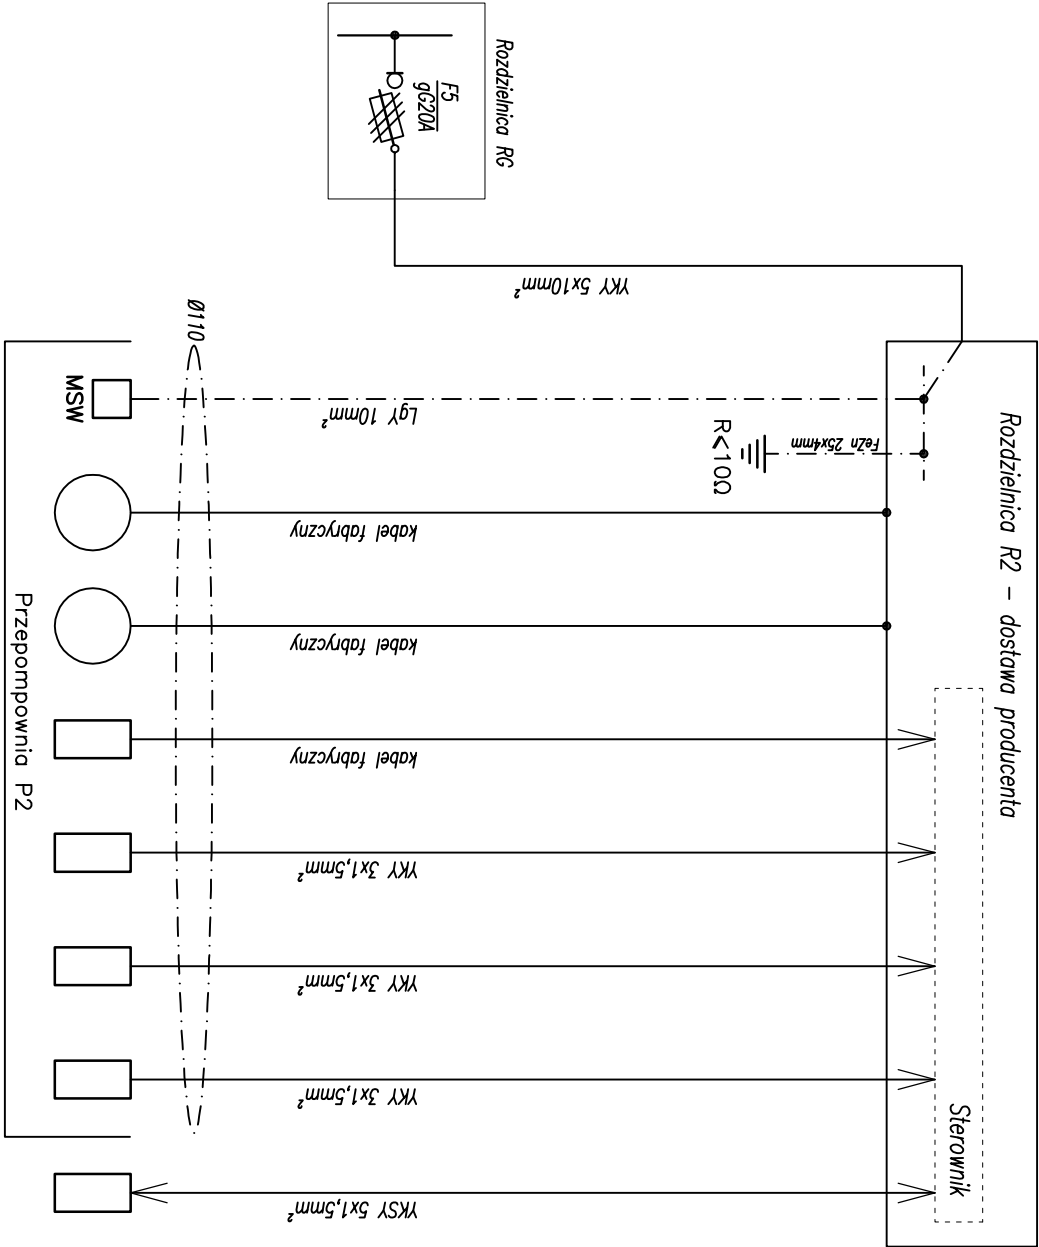 Rozdzielnica RG
F5
gG20A
YKY 5x10mm²
Rozdzielnica R2 - dostawa producenta
Sterownik
FeZn 25x4mm
R<10Ω
LgY 10mm²
kabel fabryczny
kabel fabryczny
kabel fabryczny
YKY 3x1,5mm²
YKY 3x1,5mm²
YKY 3x1,5mm²
YKSY 5x1,5mm²
Ø110
MSW
Przepompownia P2